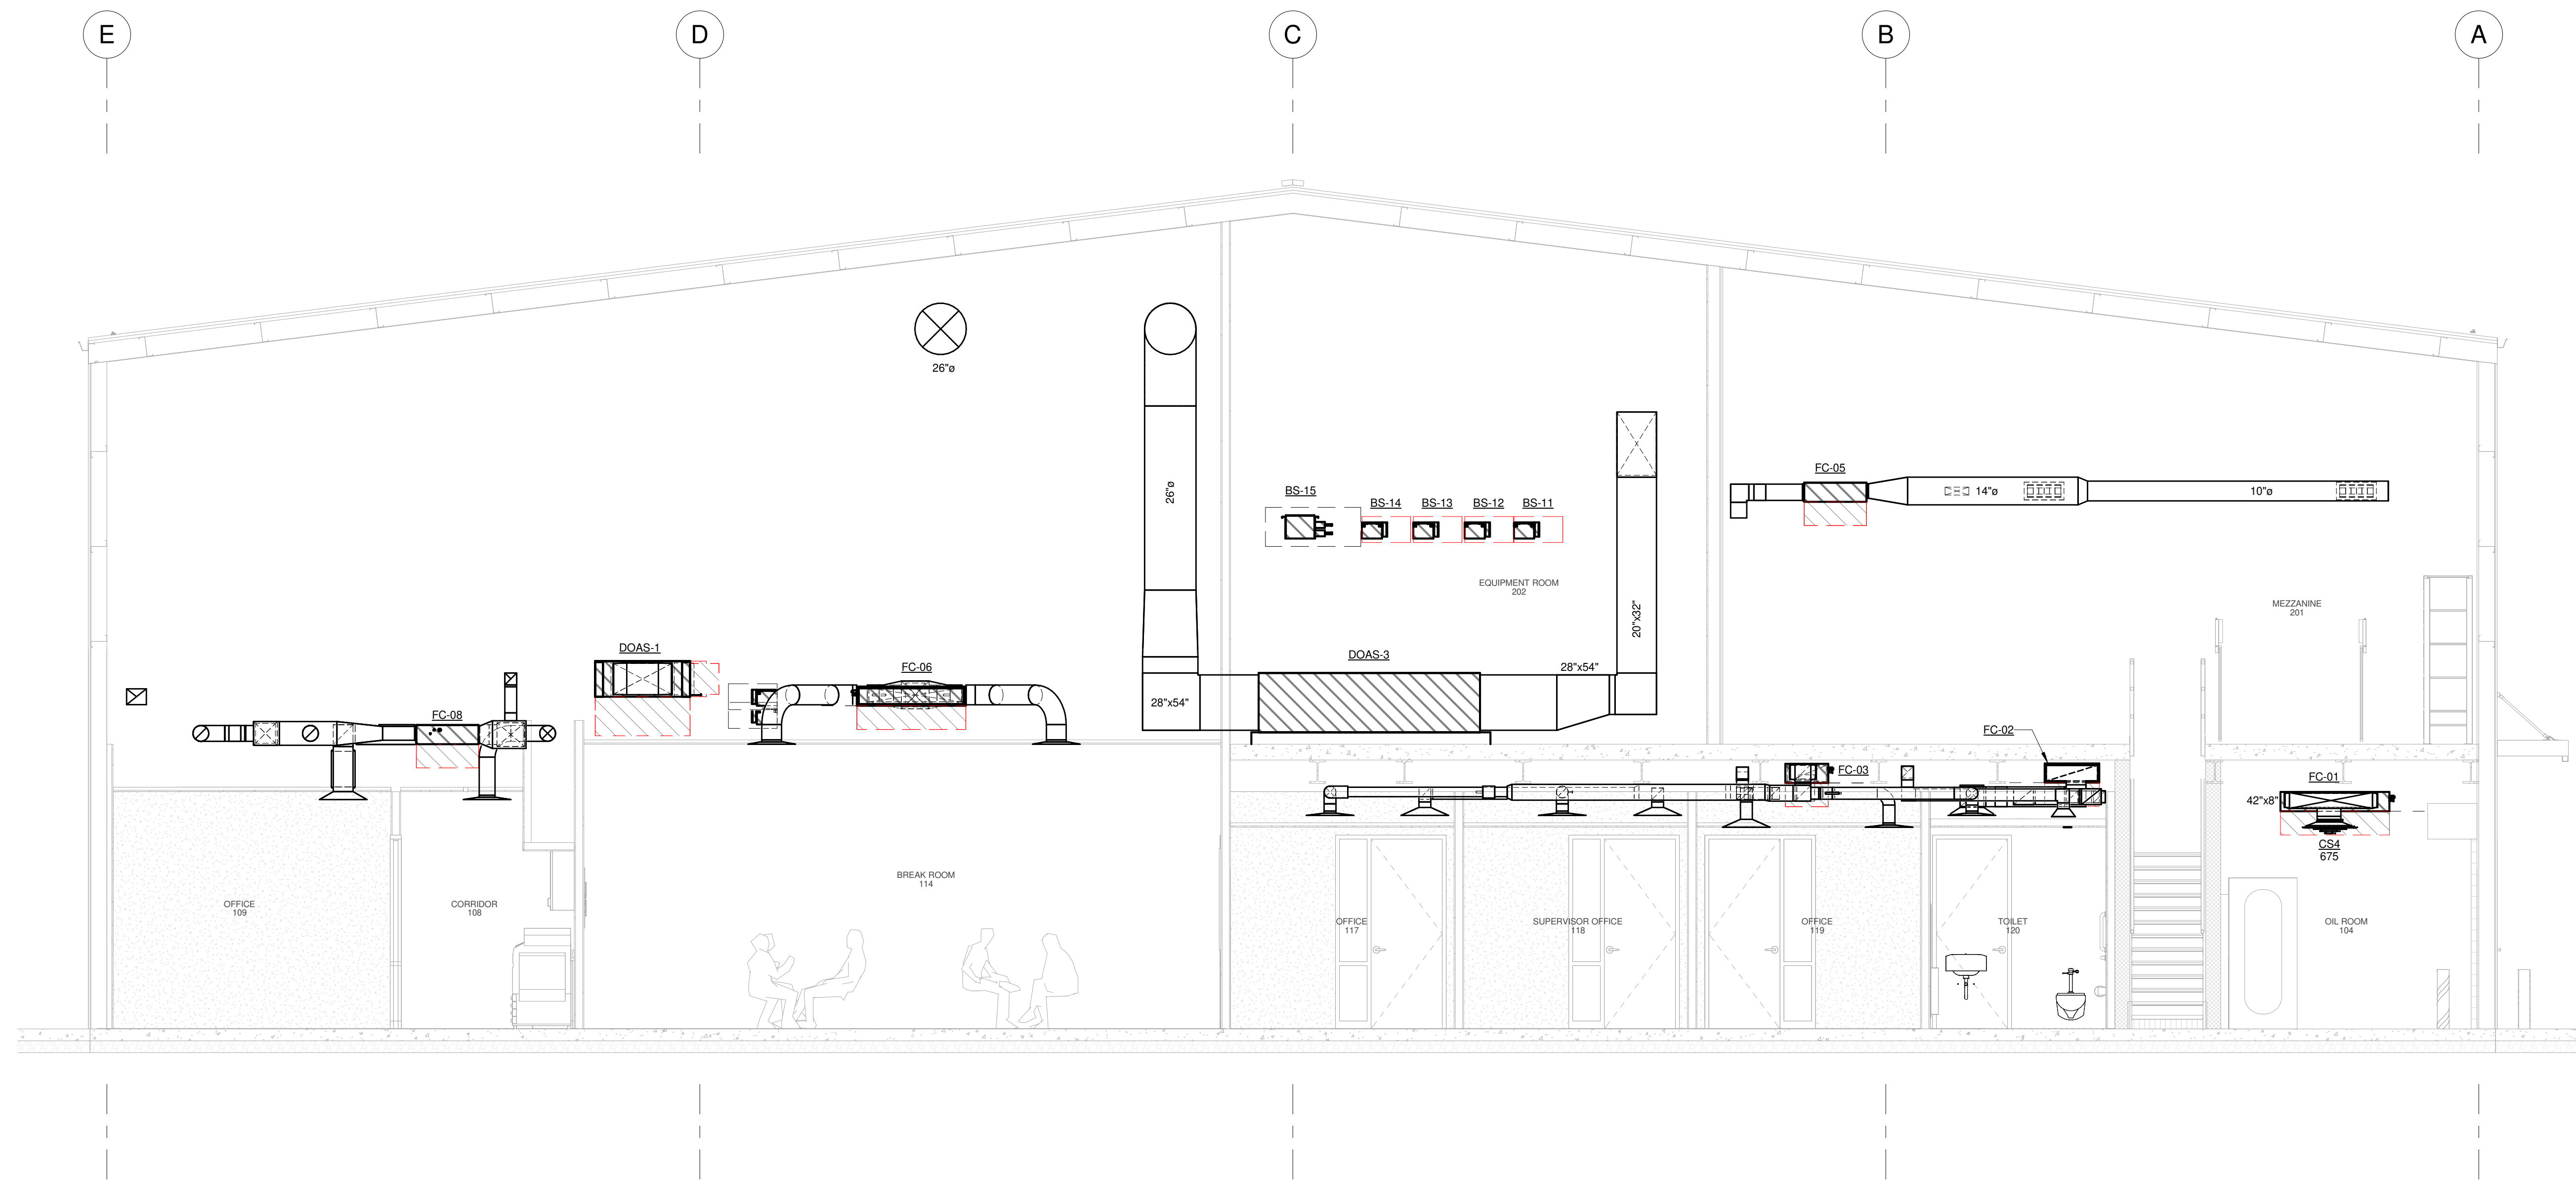 E
D
C
B
A
26"ø
26"ø
FC-05
14"ø
10"ø
BS-15
BS-14
BS-13
BS-12
BS-11
EQUIPMENT ROOM
202
MEZZANINE
201
20"x32"
DOAS-1
FC-06
DOAS-3
28"x54"
28"x54"
FC-08
FC-02
FC-03
FC-01
42"x8"
CS4
675
BREAK ROOM
114
OFFICE
109
CORRIDOR
108
OFFICE
117
SUPERVISOR OFFICE
118
OFFICE
119
TOILET
120
OIL ROOM
104